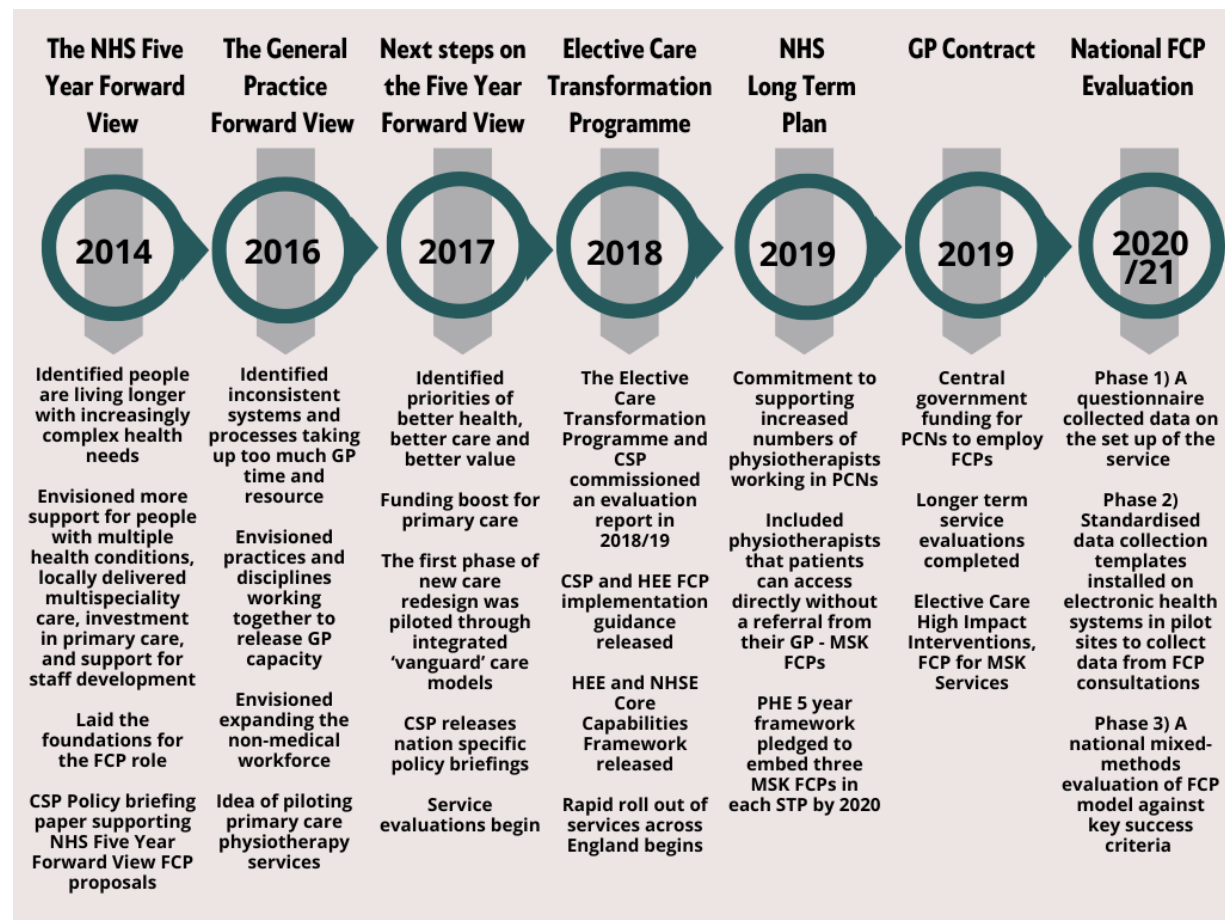 The NHS Five
Year Forward
View
The General
Practice
Forward View
Next steps on
the Five Year
Forward View
Elective Care
Transformation
Programme
NHS
Long Term
Plan
GP Contract
National FCP
Evaluation
2014
2016
2017
2018
2019
2019
2020
/21
Identified people
are living longer
with increasingly
complex health
needs
Envisioned more
support for people
with multiple
health conditions,
locally delivered
multispeciality
care, investment
in primary care,
and support for
staff development
Laid the
foundations for
the FCP role
CSP Policy briefing
paper supporting
NHS Five Year
Forward View FCP
proposals
Identified
inconsistent
systems and
processes taking
up too much GP
time and
resource
Envisioned
practices and
disciplines
working
together to
release GP
capacity
Envisioned
expanding the
non-medical
workforce
Idea of piloting
primary care
physiotherapy
services
Identified
priorities of
better health,
better care and
better value
Funding boost for
primary care
The first phase of
new care
redesign was
piloted through
integrated
‘vanguard’ care
models
CSP releases
nation specific
policy briefings
Service
evaluations begin
The Elective
Care
Transformation
Programme and
CSP
commissioned
an evaluation
report in
2018/19
CSP and HEE FCP
implementation
guidance
released
HEE and NHSE
Core
Capabilities
Framework
released
Rapid roll out of
services across
England begins
Commitment to
supporting
increased
numbers of
physiotherapists
working in PCNs
Included
physiotherapists
that patients
can access
directly without
a referral from
their GP - MSK
FCPs
PHE 5 year
framework
pledged to
embed three
MSK FCPs in
each STP by 2020
Central
government
funding for
PCNs to employ
FCPs
Longer term
service
evaluations
completed
Elective Care
High Impact
Interventions,
FCP for MSK
Services
Phase 1) A
questionnaire
collected data on
the set up of the
service
Phase 2)
Standardised
data collection
templates
installed on
electronic health
systems in pilot
sites to collect
data from FCP
consultations
Phase 3) A
national mixed-
methods
evaluation of FCP
model against
key success
criteria